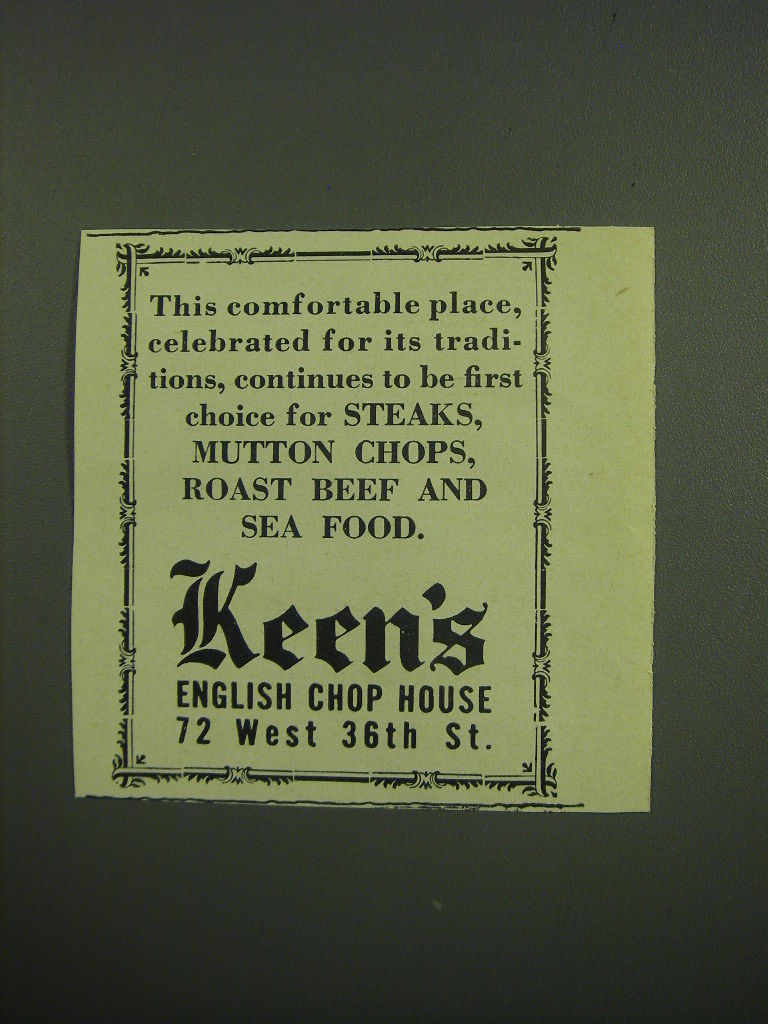 This comfortable place,
celebrated for its tradi-
tions, continues to be first
choice for STEAKS,
MUTTON CHOPS,
ROAST BEEF AND
SEA FOOD.
Keen's
ENGLISH CHOP HOUSE
72 West 36th St.